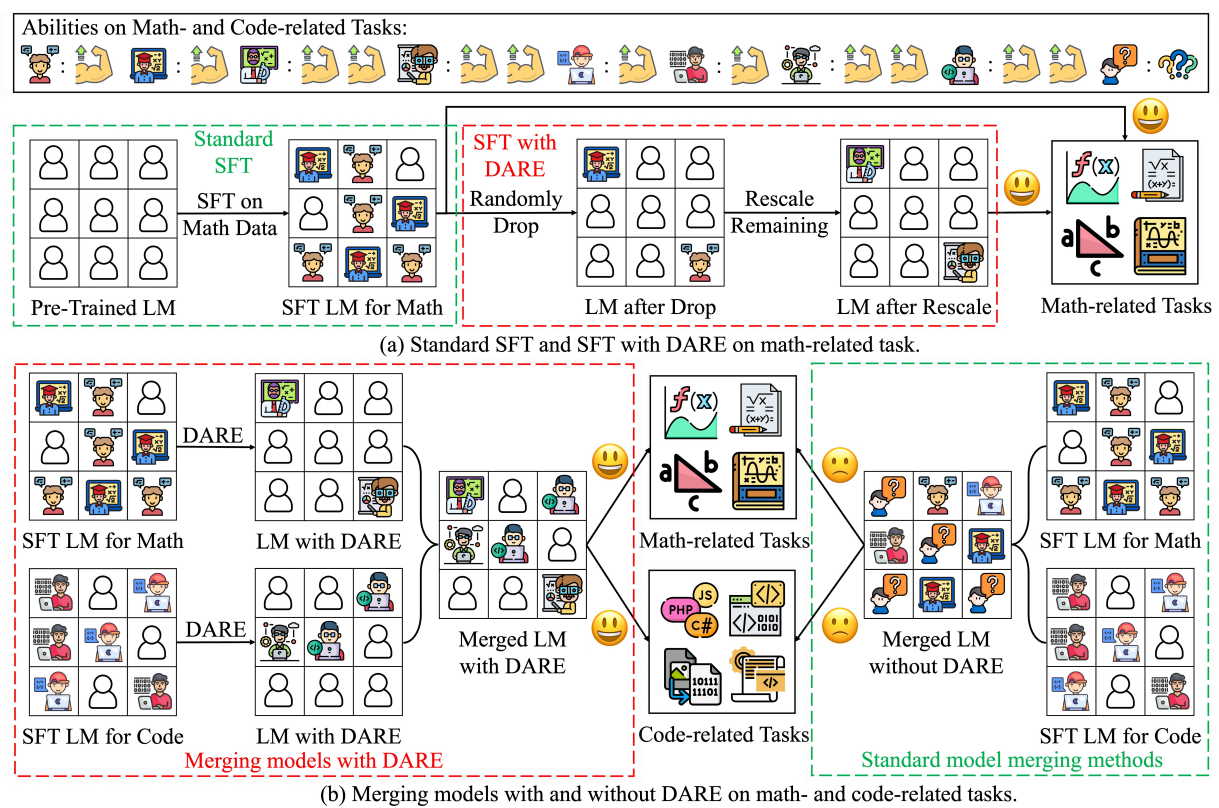 Abilities on Math- and Code-related Tasks:
: : : : : : : : :
Standard
SFT
SFT on
Math Data
Pre-Trained LM
SFT LM for Math
SFT with
DARE
Randomly
Drop
Rescale
Remaining
LM after Drop
LM after Rescale
f(x)
√x
(x+y)=
a
b
c
Math-related Tasks
(a) Standard SFT and SFT with DARE on math-related task.
SFT LM for Math
DARE
LM with DARE
SFT LM for Code
DARE
LM with DARE
Merged LM
with DARE
Merging models with DARE
f(x)
√x
(x+y)=
a
b
c
Math-related Tasks
PHP
JS
C#
</>
</>0101
1010
10111
11101
</>
Code-related Tasks
Merged LM
without DARE
SFT LM for Math
SFT LM for Code
Standard model merging methods
(b) Merging models with and without DARE on math- and code-related tasks.